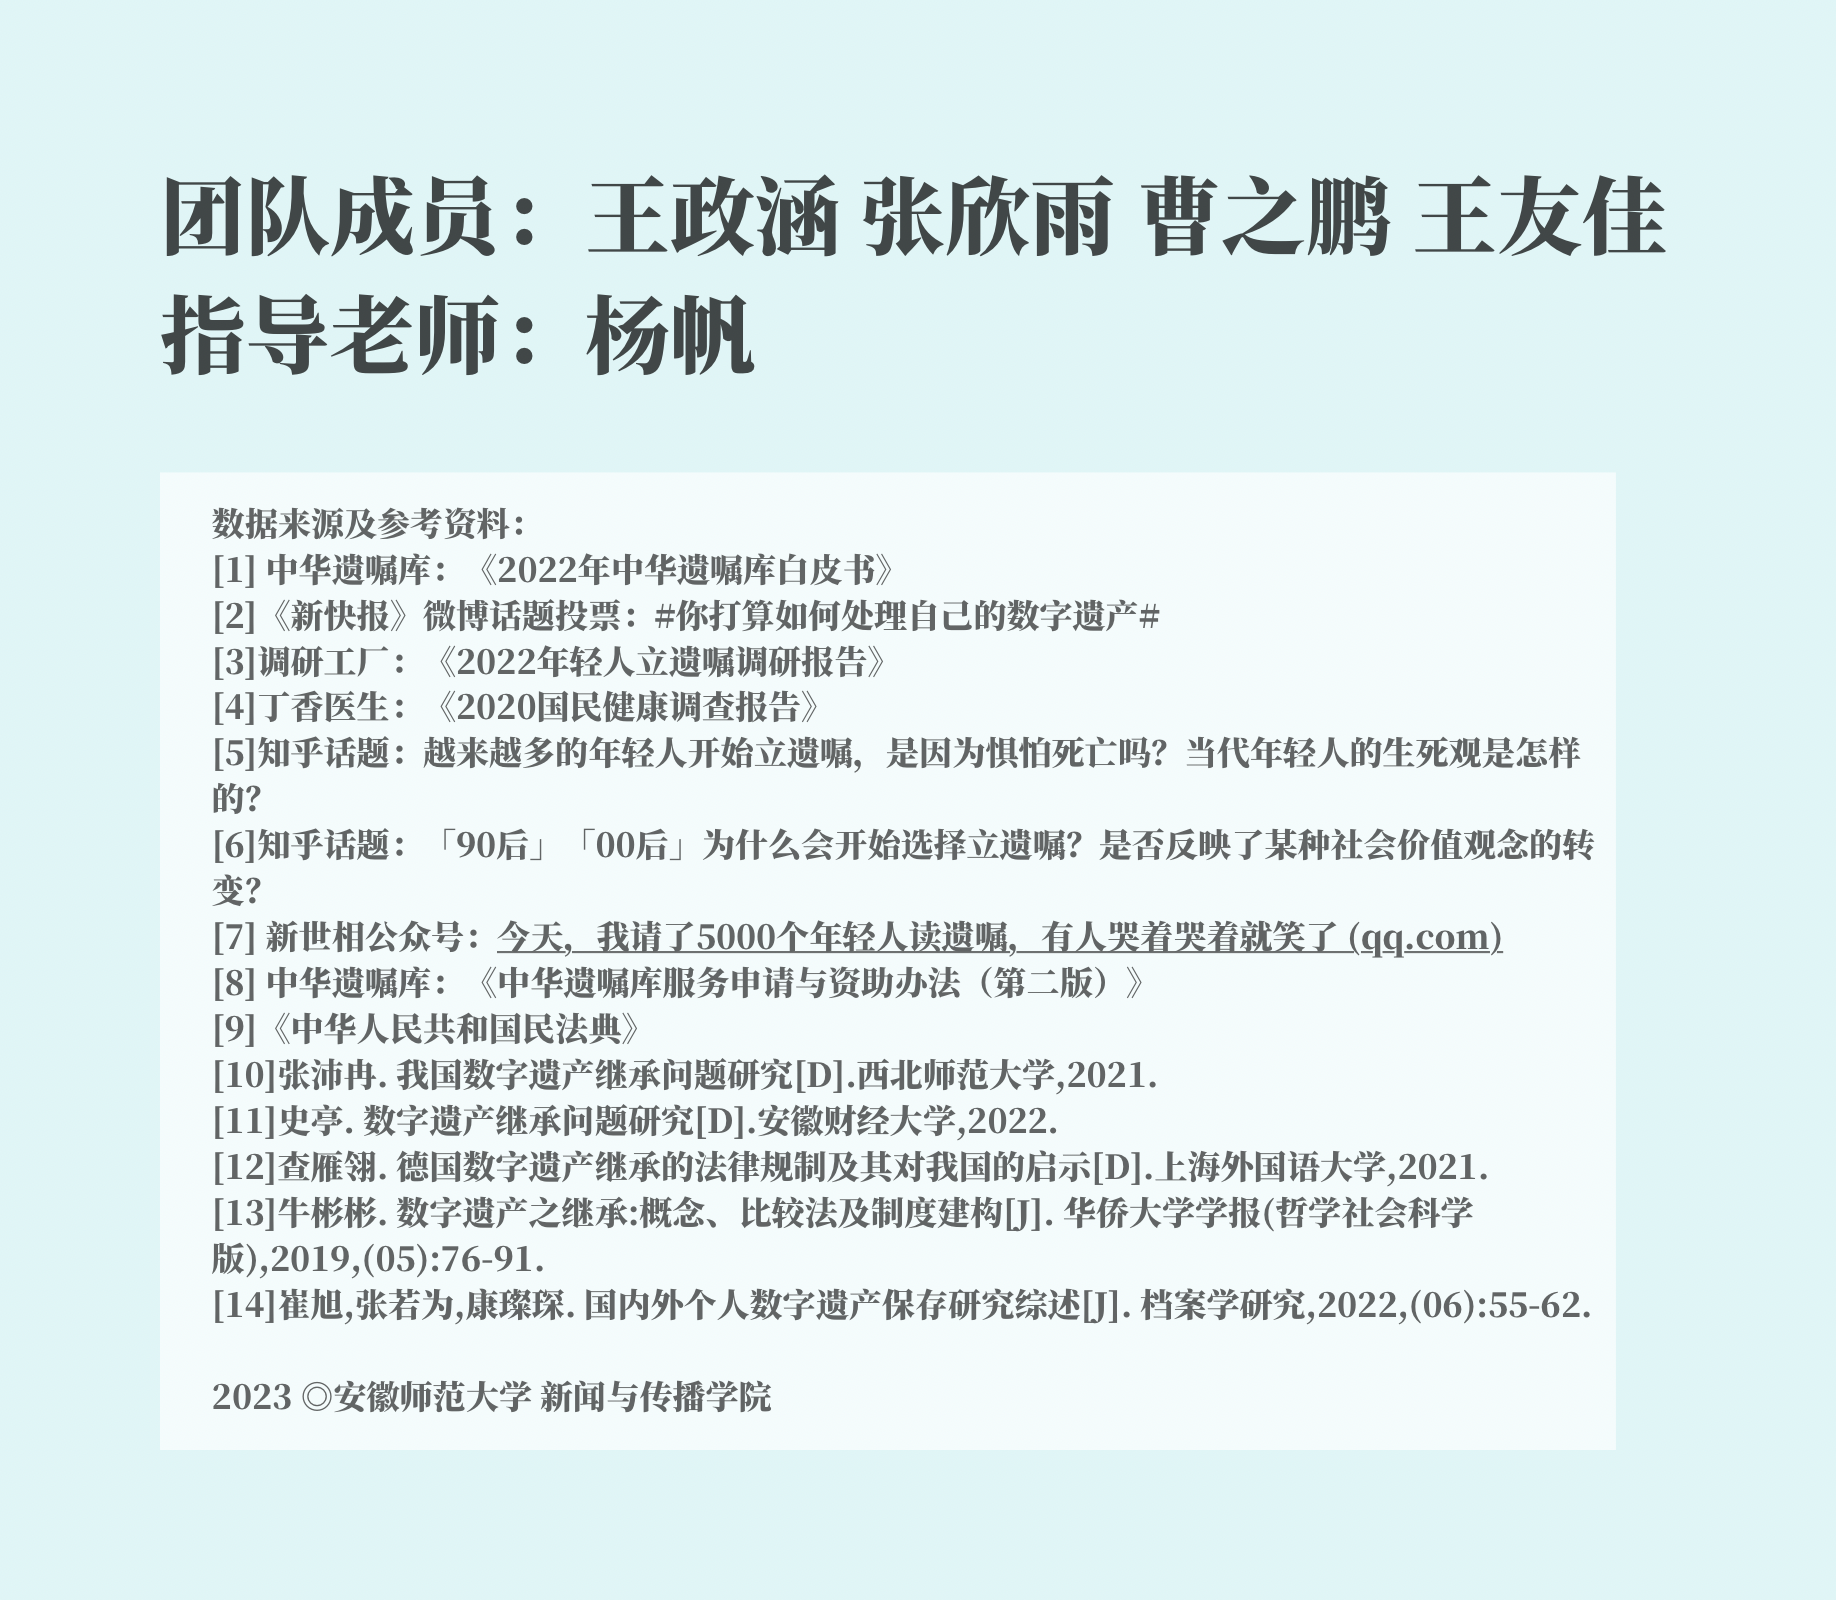 团队成员：王政涵 张欣雨 曹之鹏 王友佳
指导老师：杨帆
数据来源及参考资料：
[1] 中华遗嘱库：《2022年中华遗嘱库白皮书》
[2]《新快报》微博话题投票：#你打算如何处理自己的数字遗产#
[3]调研工厂：《2022年轻人立遗嘱调研报告》
[4]丁香医生：《2020国民健康调查报告》
[5]知乎话题：越来越多的年轻人开始立遗嘱，是因为惧怕死亡吗？当代年轻人的生死观是怎样
的？
[6]知乎话题：「90后」「00后」为什么会开始选择立遗嘱？是否反映了某种社会价值观念的转
变？
[7] 新世相公众号：今天，我请了5000个年轻人读遗嘱，有人哭着哭着就笑了 (qq.com)
[8] 中华遗嘱库：《中华遗嘱库服务申请与资助办法（第二版）》
[9]《中华人民共和国民法典》
[10]张沛冉. 我国数字遗产继承问题研究[D].西北师范大学,2021.
[11]史亭. 数字遗产继承问题研究[D].安徽财经大学,2022.
[12]查雁翎. 德国数字遗产继承的法律规制及其对我国的启示[D].上海外国语大学,2021.
[13]牛彬彬. 数字遗产之继承:概念、比较法及制度建构[J]. 华侨大学学报(哲学社会科学
版),2019,(05):76-91.
[14]崔旭,张若为,康璨琛. 国内外个人数字遗产保存研究综述[J]. 档案学研究,2022,(06):55-62.
2023 ◎安徽师范大学 新闻与传播学院